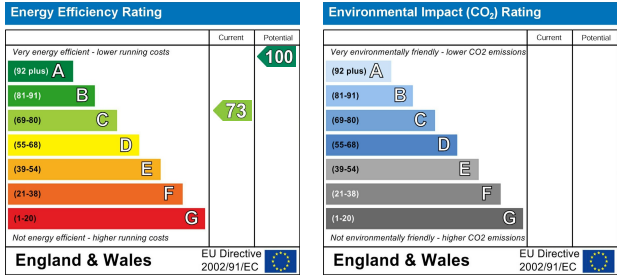 Energy Efficiency Rating
Current Potential
Very energy efficient - lower running costs
(92 plus) A
(81-91) B
(69-80) C
(55-68) D
(39-54) E
(21-38) F
(1-20) G
Not energy efficient - higher running costs
100
73
England & Wales
EU Directive
2002/91/EC
Environmental Impact (CO₂) Rating
Current Potential
Very environmentally friendly - lower CO2 emissions
(92 plus) A
(81-91) B
(69-80) C
(55-68) D
(39-54) E
(21-38) F
(1-20) G
Not environmentally friendly - higher CO2 emissions
England & Wales
EU Directive
2002/91/EC